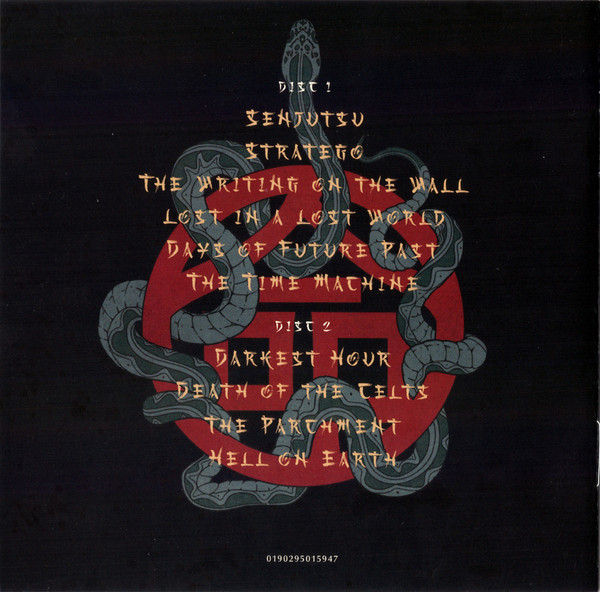 DISC 1
SENJUTSU
STRATEGO
THE WRITING ON THE WALL
LOST IN A LOST WORLD
DAYS OF FUTURE PAST
THE TIME MACHINE
DISC 2
DARKEST HOUR
DEATH OF THE CELTS
THE PARCHMENT
HELL ON EARTH
0190295015947